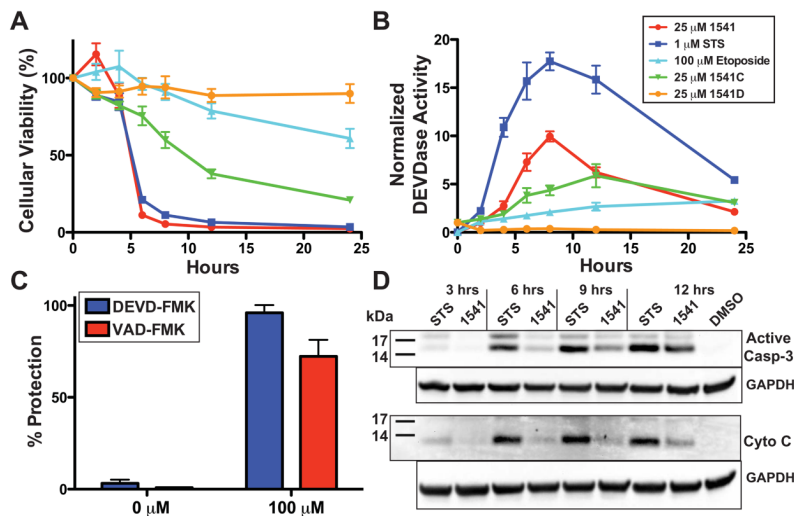 A
Cellular Viability (%)
100
50
0
0 5 10 15 20 25
Hours
B
Normalized
DEVDase Activity
20
15
10
5
0
0 5 10 15 20 25
Hours
25 μM 1541
1 μM STS
100 μM Etoposide
25 μM 1541C
25 μM 1541D
C
% Protection
100
50
0
DEVD-FMK
VAD-FMK
0 μM 100 μM
D
3 hrs 6 hrs 9 hrs 12 hrs
kDa STS 1541 STS 1541 STS 1541 STS 1541 DMSO
17
14
Active
Casp-3
GAPDH
17
14
Cyto C
GAPDH